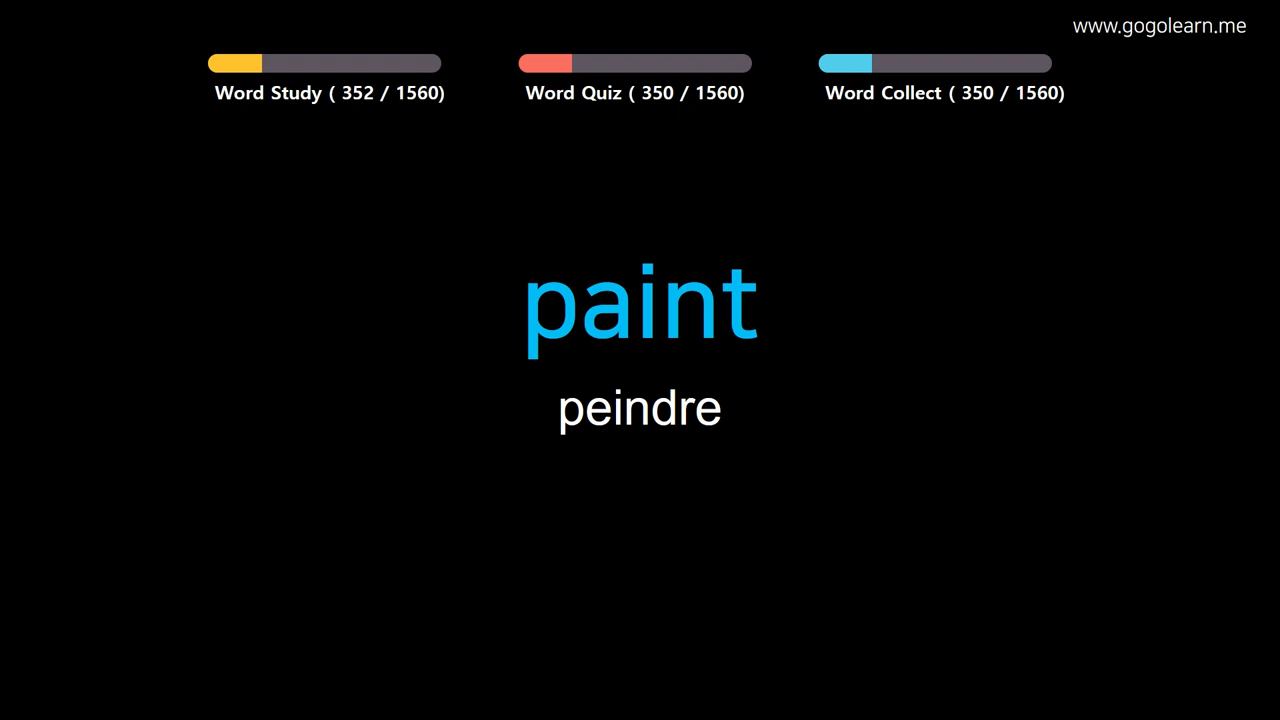 www.gogolearn.me
Word Study ( 352 / 1560)
Word Quiz ( 350 / 1560)
Word Collect ( 350 / 1560)
paint
peindre